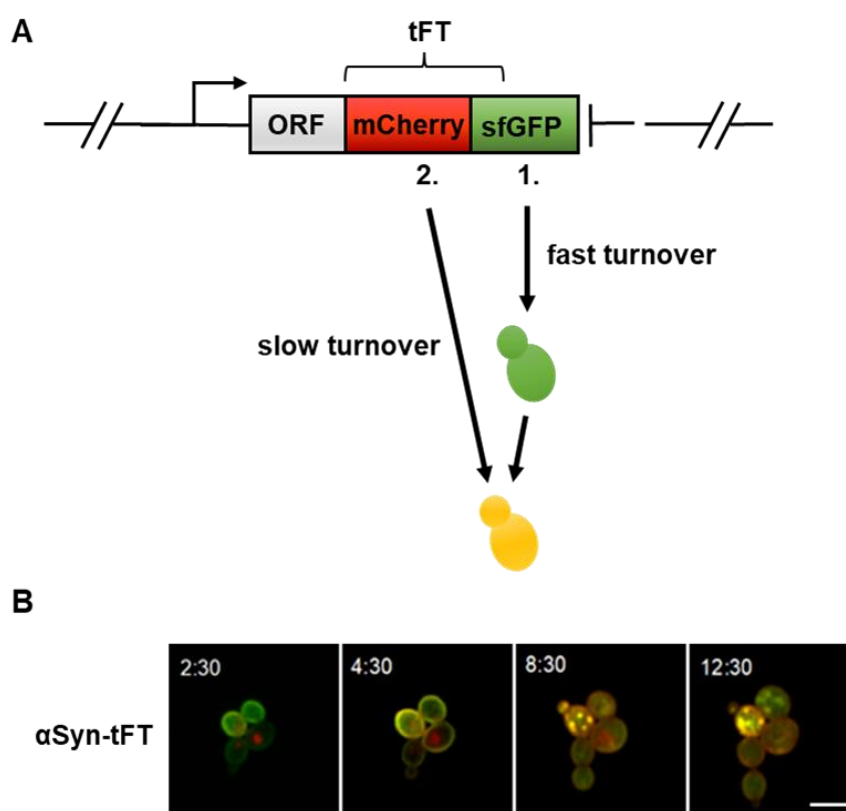 A
tFT
ORF mCherry sfGFP
2. 1.
fast turnover
slow turnover
B
αSyn-tFT
2:30 4:30 8:30 12:30